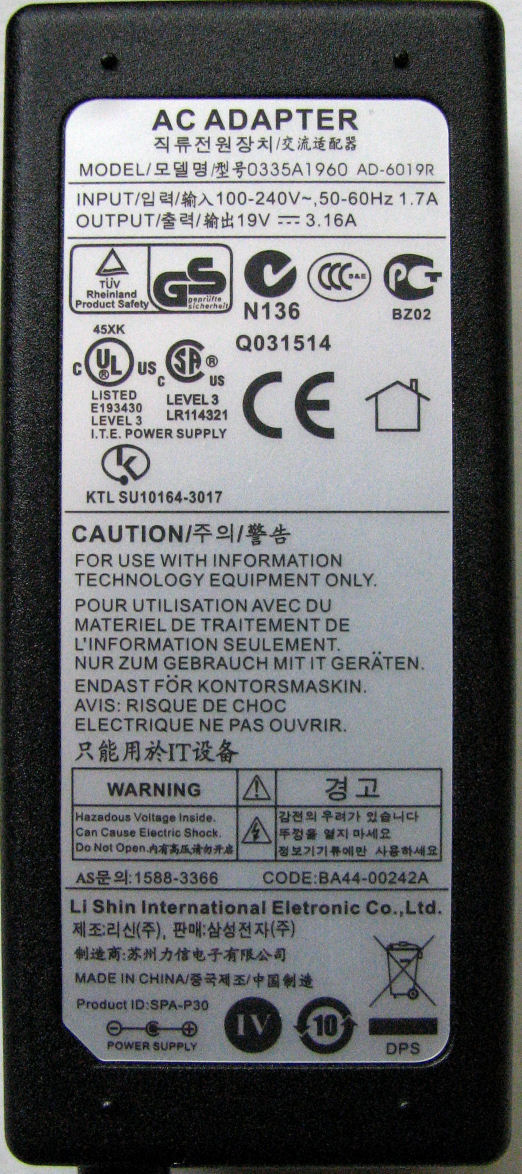 AC ADAPTER
직류전원장치/交流适配器
MODEL/모델명/型号0335A1960 AD-6019R
INPUT/입력/输入100-240V~,50-60Hz 1.7A
OUTPUT/출력/输出19V ⎓ 3.16A
TÜV
Rheinland
Product Safety
GS
geprüfte
sicherheit
N136
CCC S&E
PCT
BZ02
45XK
c UL US
LISTED
E193430
LEVEL 3
I.T.E. POWER SUPPLY
c SA ® US
LEVEL 3
LR114321
Q031514
CE
KTL SU10164-3017
CAUTION/주의/警告
FOR USE WITH INFORMATION
TECHNOLOGY EQUIPMENT ONLY.
POUR UTILISATION AVEC DU
MATERIEL DE TRAITEMENT DE
L'INFORMATION SEULEMENT.
NUR ZUM GEBRAUCH MIT IT GERÄTEN.
ENDAST FÖR KONTORSMASKIN.
AVIS: RISQUE DE CHOC
ELECTRIQUE NE PAS OUVRIR.
只能用於IT设备
WARNING
경고
Hazadous Voltage Inside.
Can Cause Electric Shock.
Do Not Open.内有高压请勿开启
감전의 우려가 있습니다
뚜껑을 열지 마세요
정보기기류에만 사용하세요
AS문의:1588-3366 CODE:BA44-00242A
Li Shin International Eletronic Co.,Ltd.
제조:리신(주), 판매:삼성전자(주)
制造商:苏州力信电子有限公司
MADE IN CHINA/중국제조/中国制造
Product ID:SPA-P30
POWER SUPPLY
IV
10
DPS